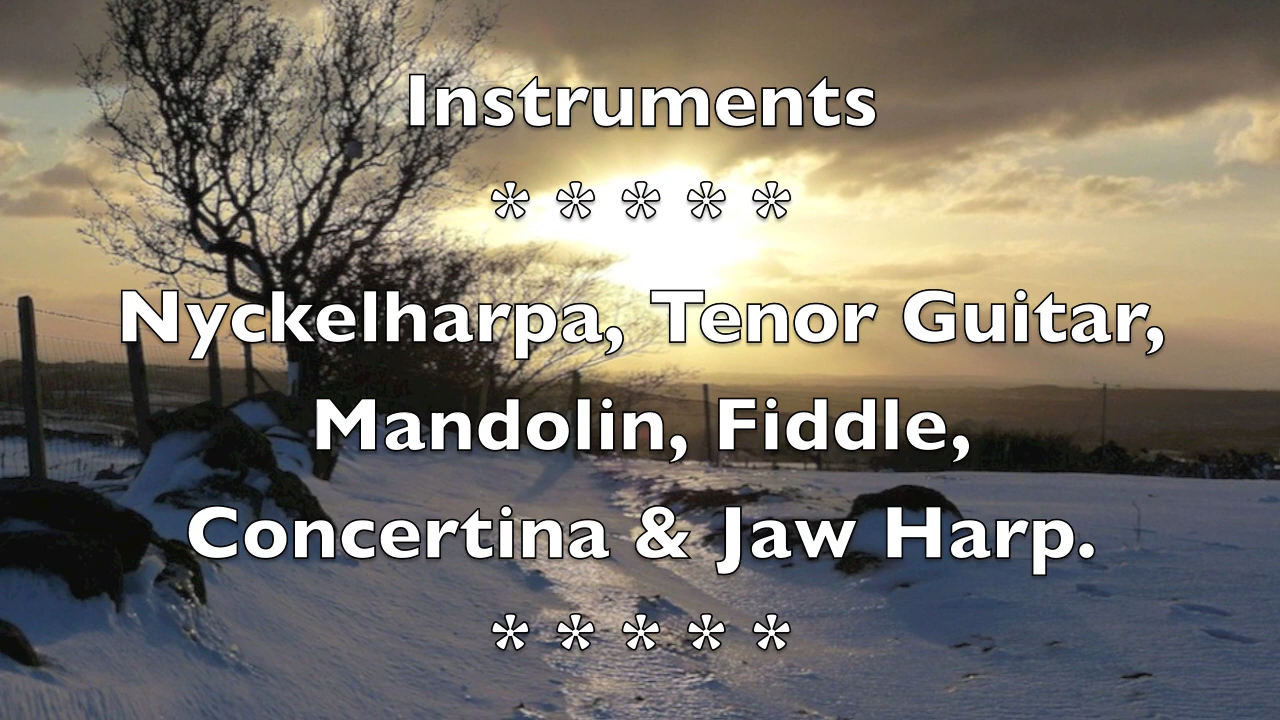 Instruments
* * * * *
Nyckelharpa, Tenor Guitar,
Mandolin, Fiddle,
Concertina & Jaw Harp.
* * * * *